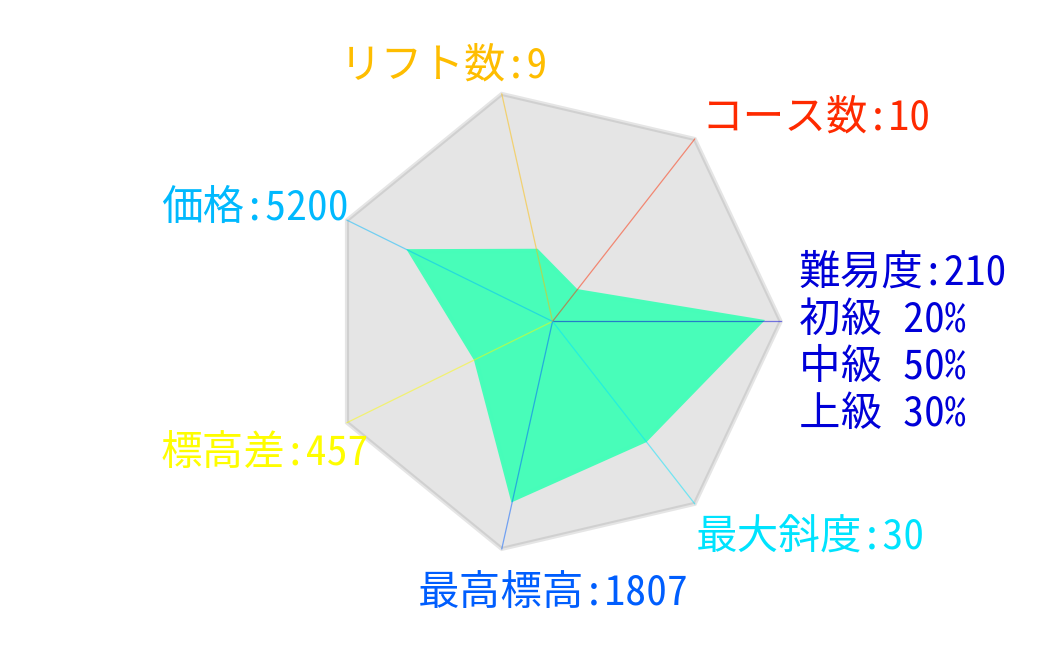 リフト数:9
コース数:10
価格:5200
難易度:210
初級 20%
中級 50%
上級 30%
標高差:457
最大斜度:30
最高標高:1807